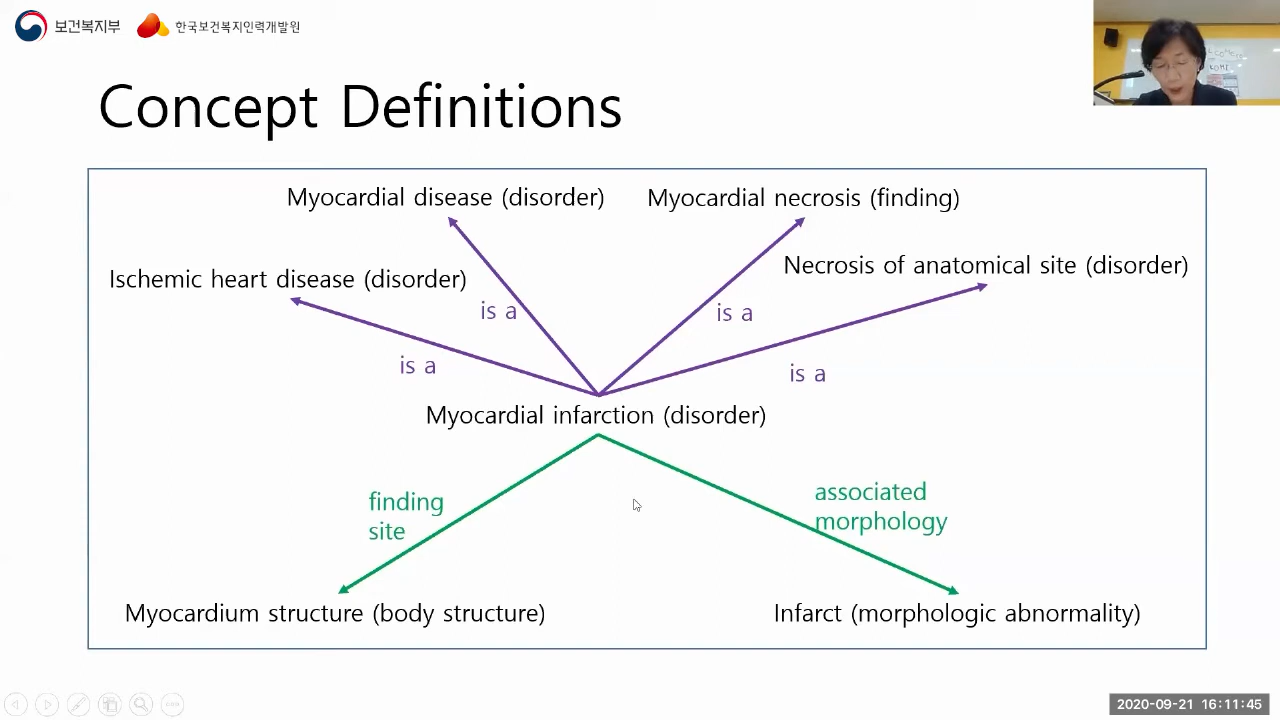 보건복지부 한국보건복지인력개발원
Concept Definitions
Myocardial disease (disorder) Myocardial necrosis (finding)
Ischemic heart disease (disorder) Necrosis of anatomical site (disorder)
is a is a
is a is a
Myocardial infarction (disorder)
finding
site
associated
morphology
Myocardium structure (body structure) Infarct (morphologic abnormality)
2020-09-21 16:11:45